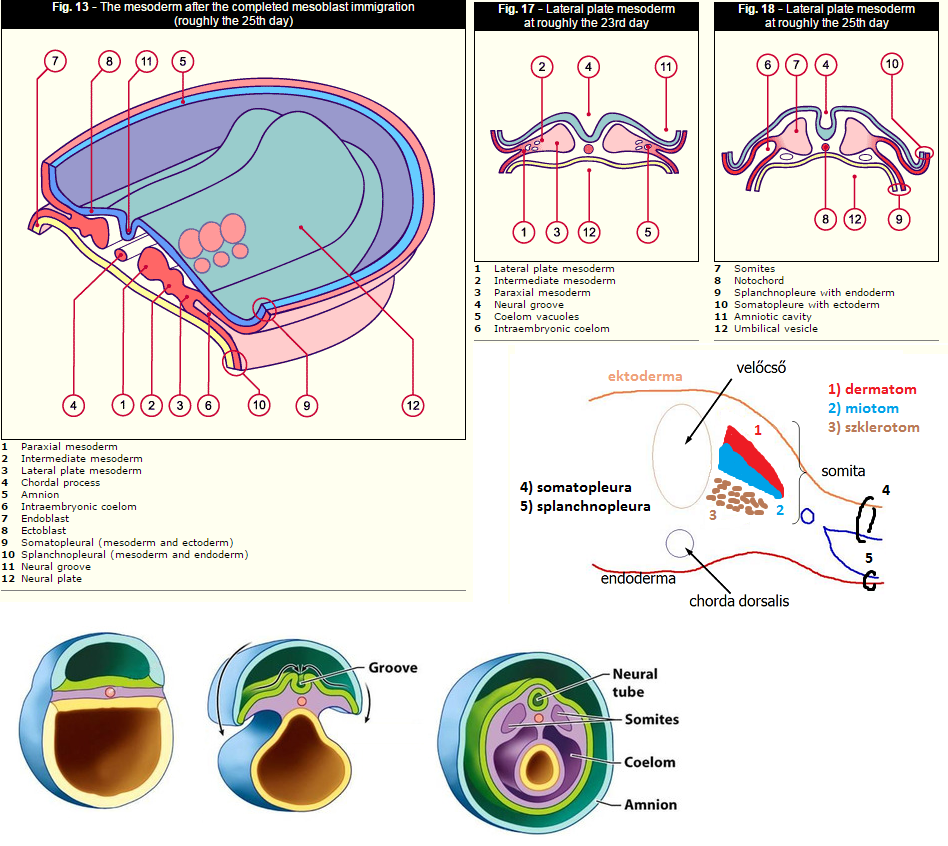 Fig. 13 - The mesoderm after the completed mesoblast immigration
(roughly the 25th day)
7
8
11
5
4
1
2
3
6
10
9
12
1 Paraxial mesoderm
2 Intermediate mesoderm
3 Lateral plate mesoderm
4 Chordal process
5 Amnion
6 Intraembryonic coelom
7 Endoblast
8 Ectoblast
9 Somatopleural (mesoderm and ectoderm)
10 Splanchnopleural (mesoderm and endoderm)
11 Neural groove
12 Neural plate
Fig. 17 - Lateral plate mesoderm
at roughly the 23rd day
2
4
11
1
3
12
5
1 Lateral plate mesoderm
2 Intermediate mesoderm
3 Paraxial mesoderm
4 Neural groove
5 Coelom vacuoles
6 Intraembryonic coelom
Fig. 18 - Lateral plate mesoderm
at roughly the 25th day
6
7
4
10
8
12
9
7 Somites
8 Notochord
9 Splanchnopleure with endoderm
10 Somatopleure with ectoderm
11 Amniotic cavity
12 Umbilical vesicle
velőcső
ektoderma
1) dermatom
2) miotom
3) szklerotom
1
somita
4) somatopleura
5) splanchnopleura
4
3
2
5
endoderma
chorda dorsalis
Groove
Neural
tube
Somites
Coelom
Amnion